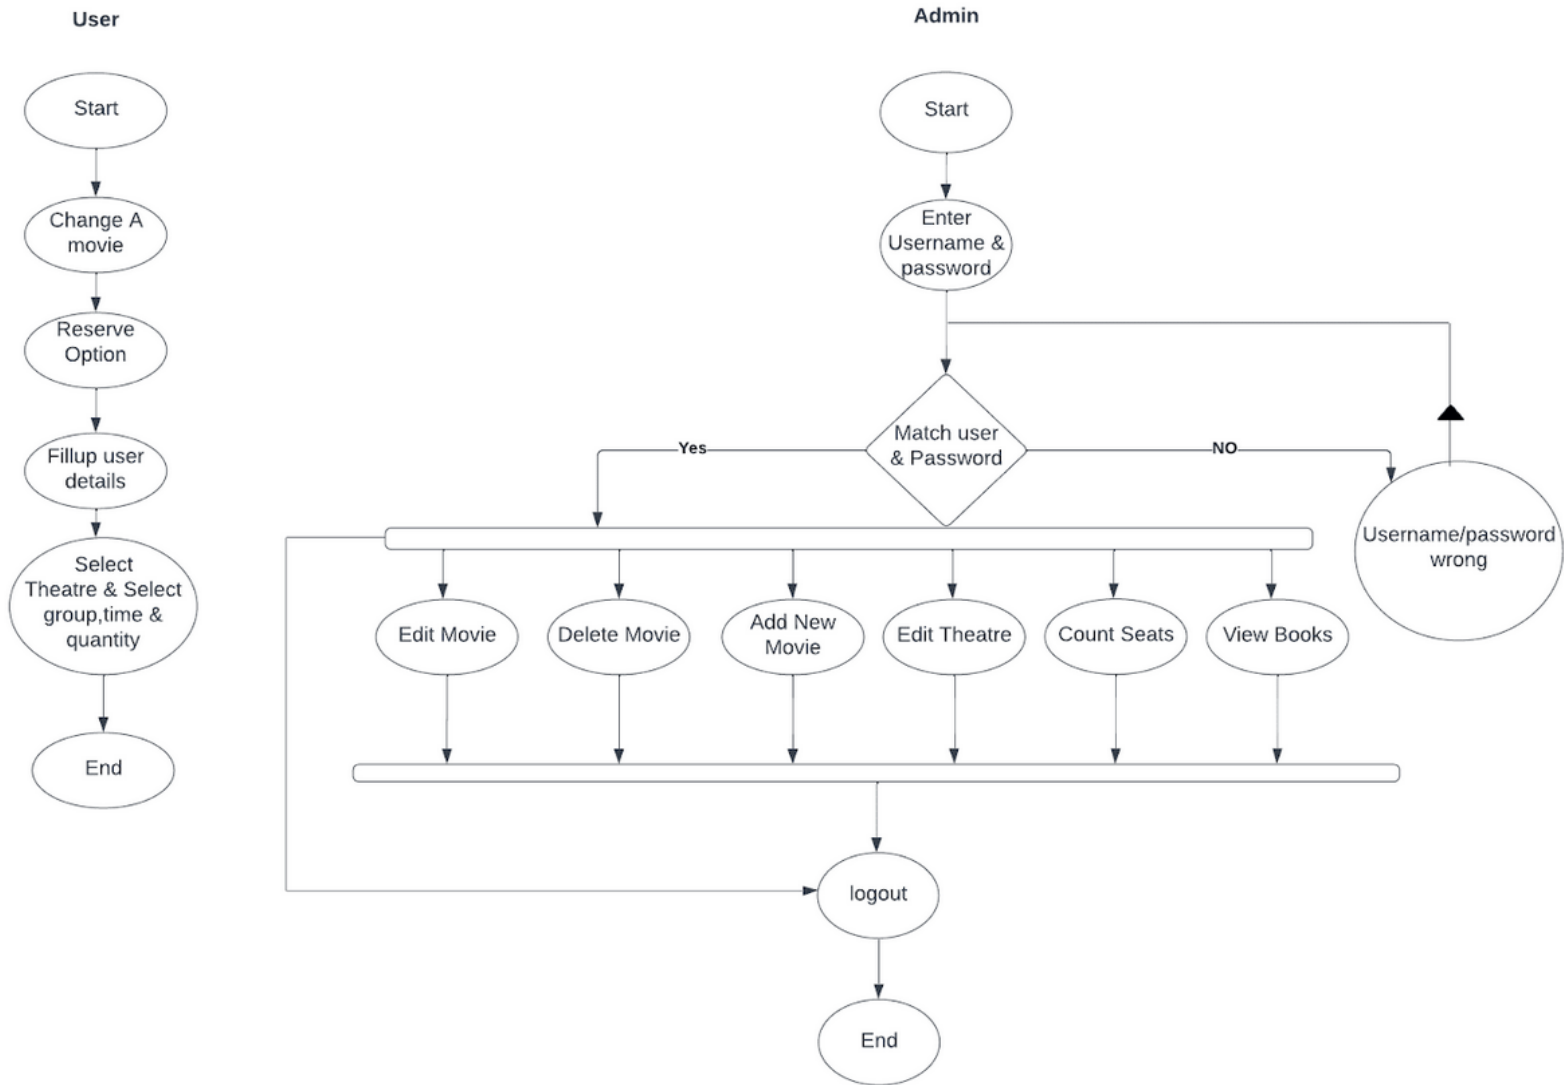 User
Start
Change A
movie
Reserve
Option
Fillup user
details
Select
Theatre & Select
group,time &
quantity
End
Admin
Start
Enter
Username &
password
Match user
& Password
Yes
NO
Username/password
wrong
Edit Movie
Delete Movie
Add New
Movie
Edit Theatre
Count Seats
View Books
logout
End